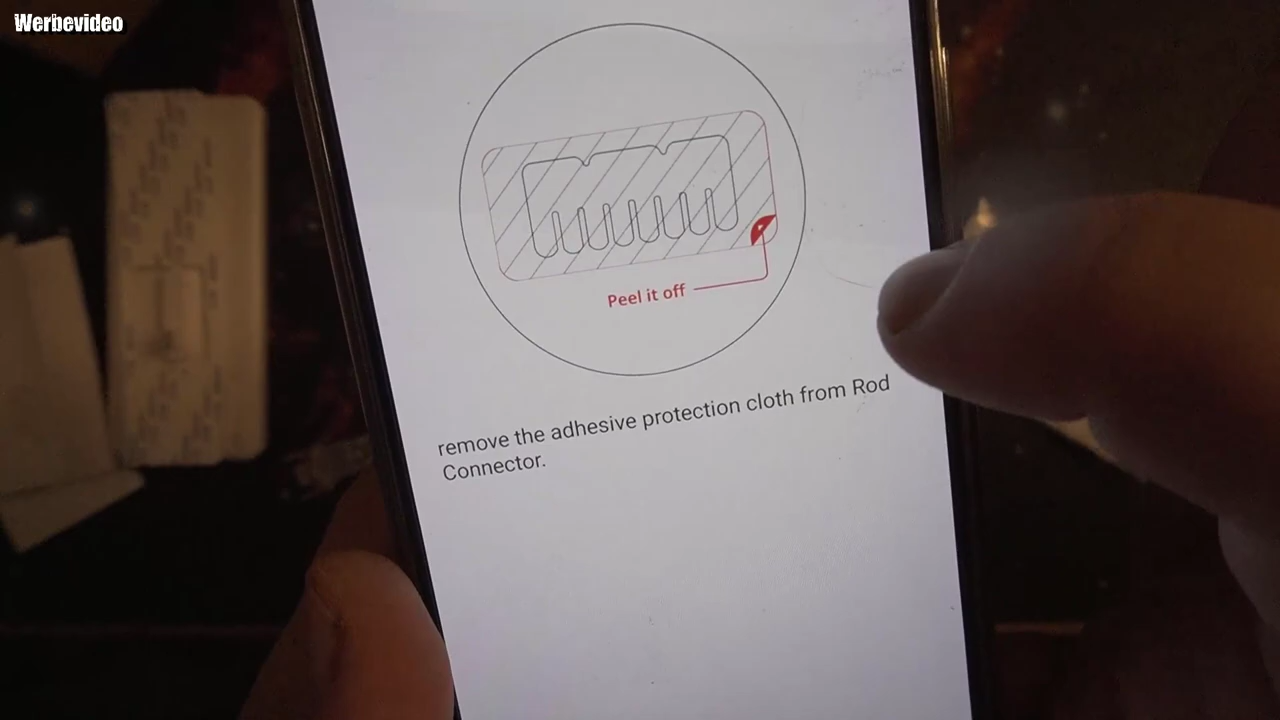 Werbevideo
Peel it off
remove the adhesive protection cloth from Rod
Connector.